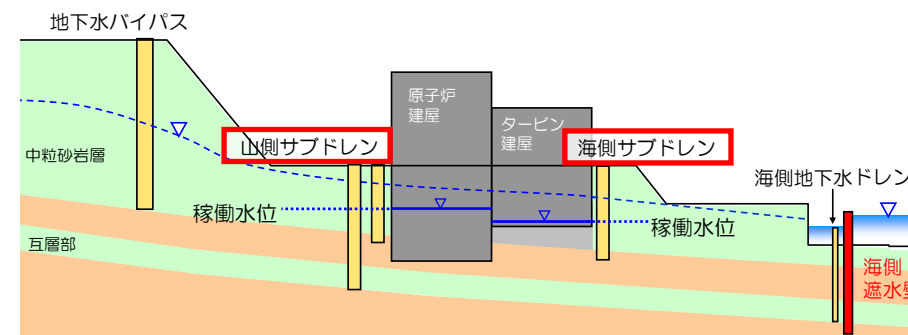 地下水バイパス
原子炉
建屋
タービン
建屋
山側サブドレン
海側サブドレン
中粒砂岩層
海側地下水ドレン
稼働水位
稼働水位
互層部
海側
遮水壁